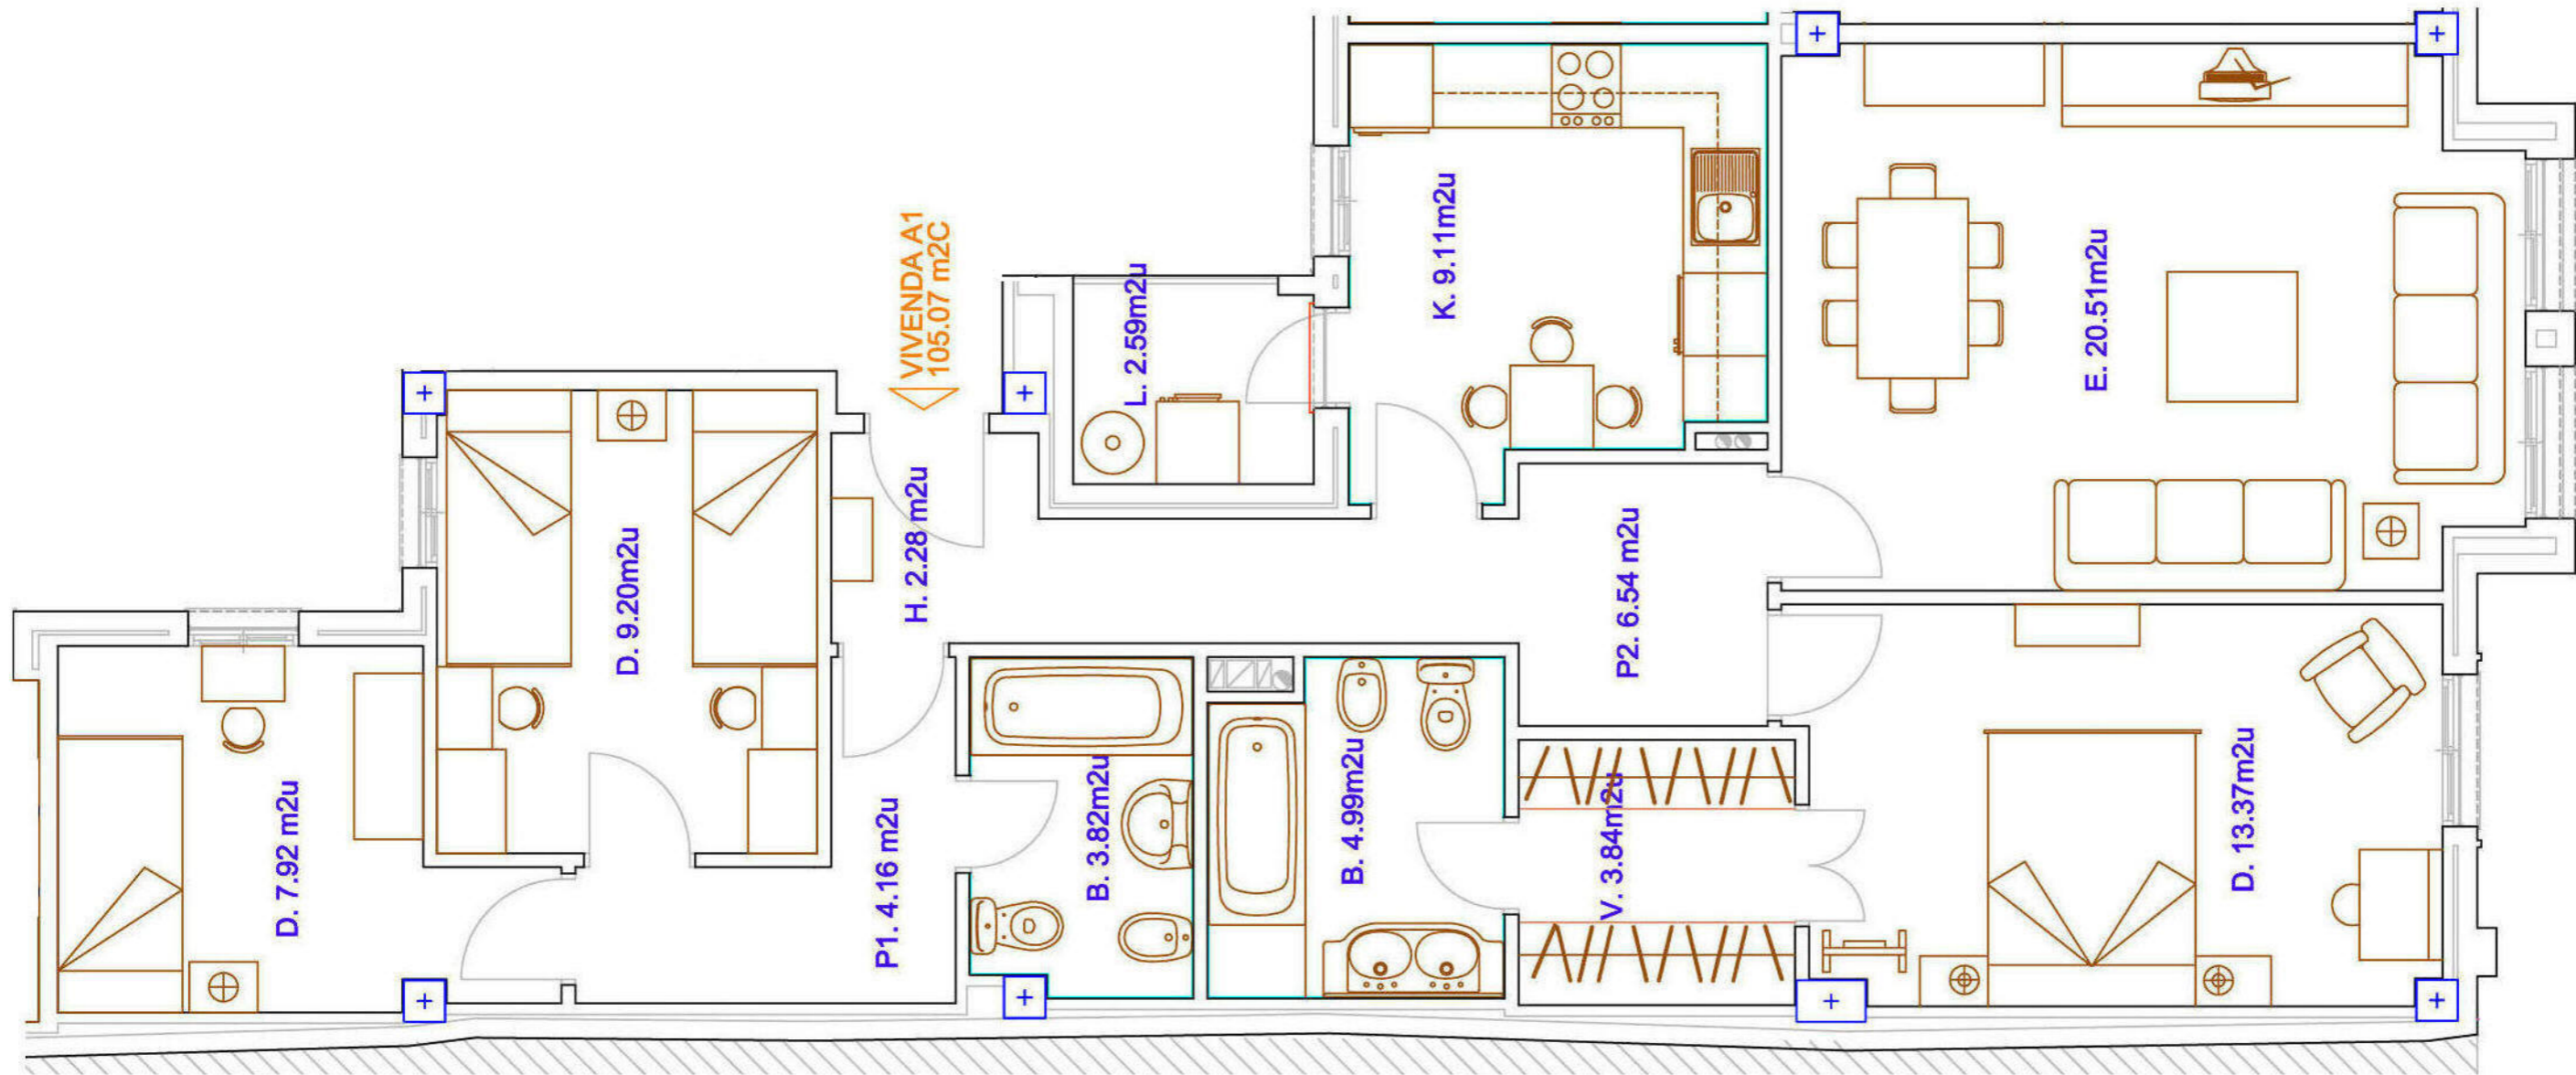 VIVENDA A1
105.07 m2C
L. 2.59m2u
K. 9.11m2u
E. 20.51m2u
D. 9.20m2u
H. 2.28 m2u
P2. 6.54 m2u
D. 7.92 m2u
P1. 4.16 m2u
B. 3.82m2u
B. 4.99m2u
V. 3.84m2u
D. 13.37m2u